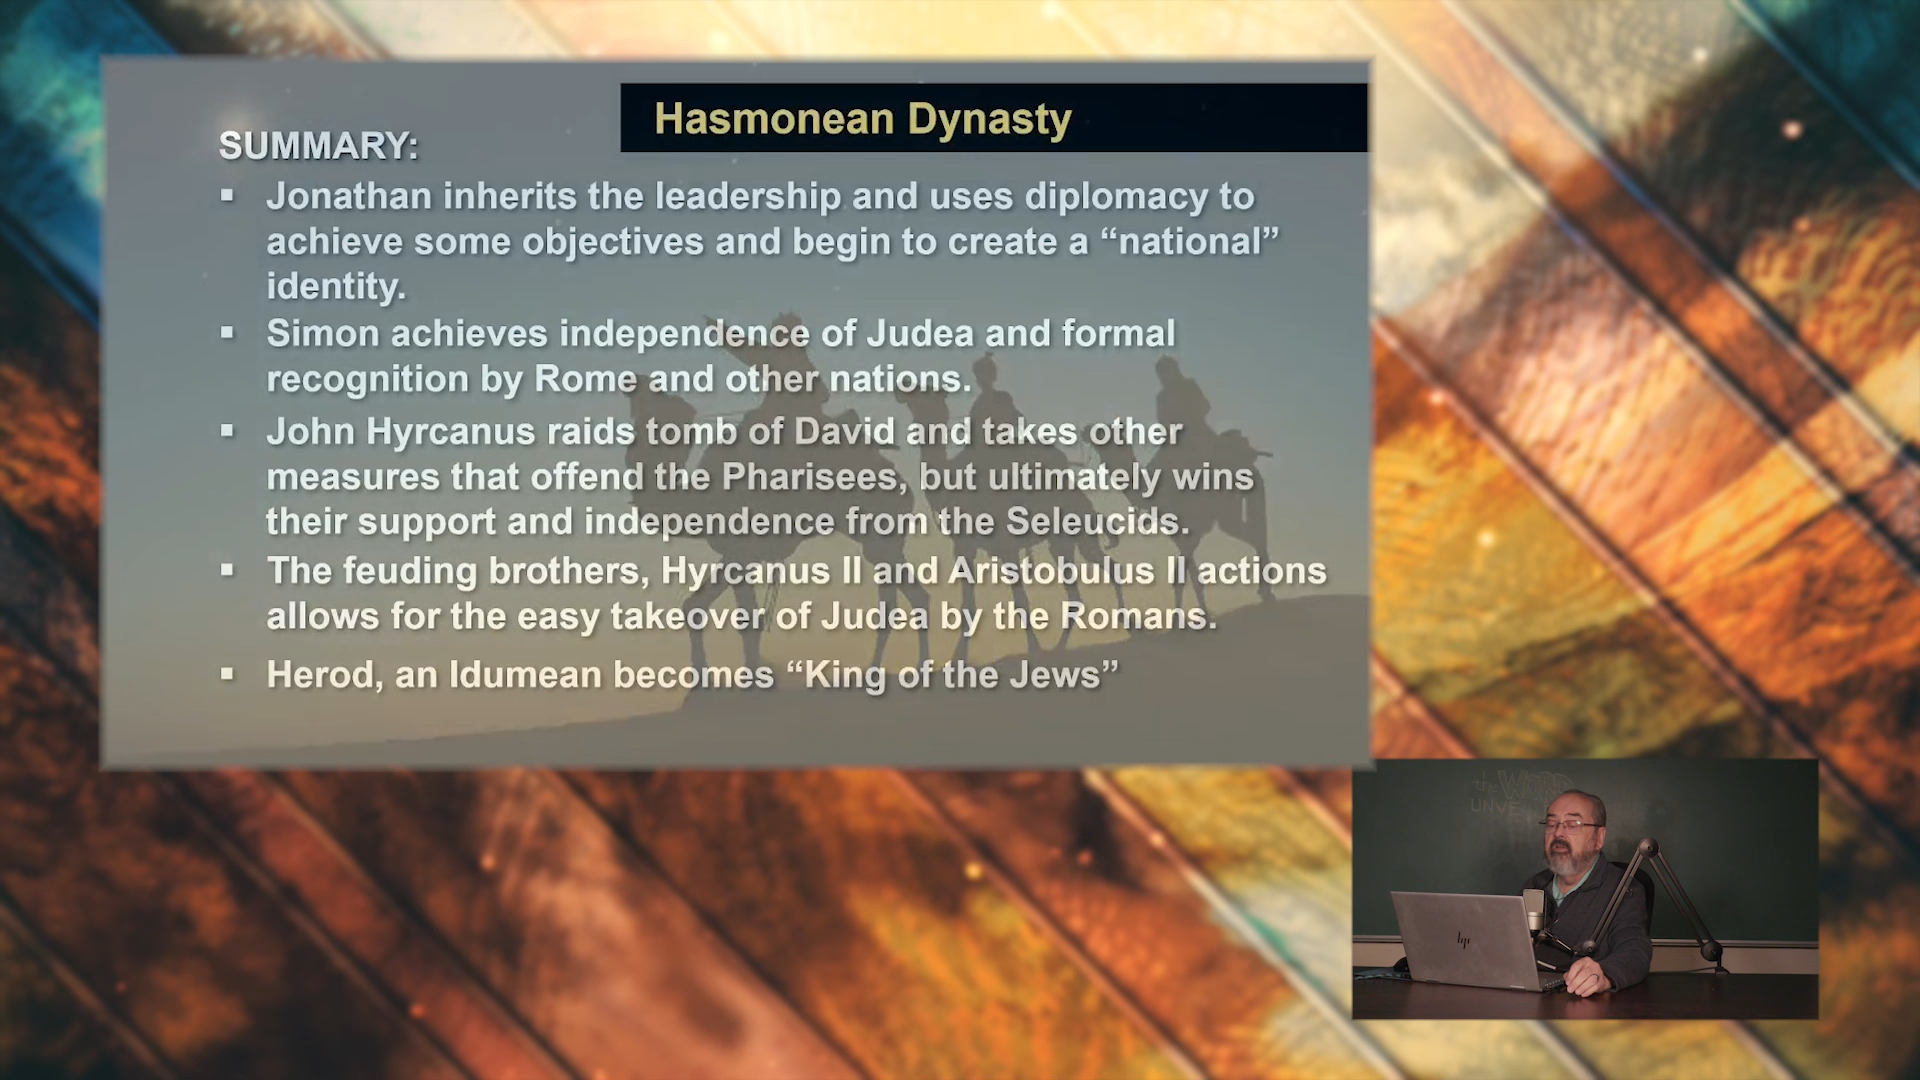 Hasmonean Dynasty
SUMMARY:
▪ Jonathan inherits the leadership and uses diplomacy to
achieve some objectives and begin to create a “national”
identity.
▪ Simon achieves independence of Judea and formal
recognition by Rome and other nations.
▪ John Hyrcanus raids tomb of David and takes other
measures that offend the Pharisees, but ultimately wins
their support and independence from the Seleucids.
▪ The feuding brothers, Hyrcanus II and Aristobulus II actions
allows for the easy takeover of Judea by the Romans.
▪ Herod, an Idumean becomes “King of the Jews”
the WORD
hp